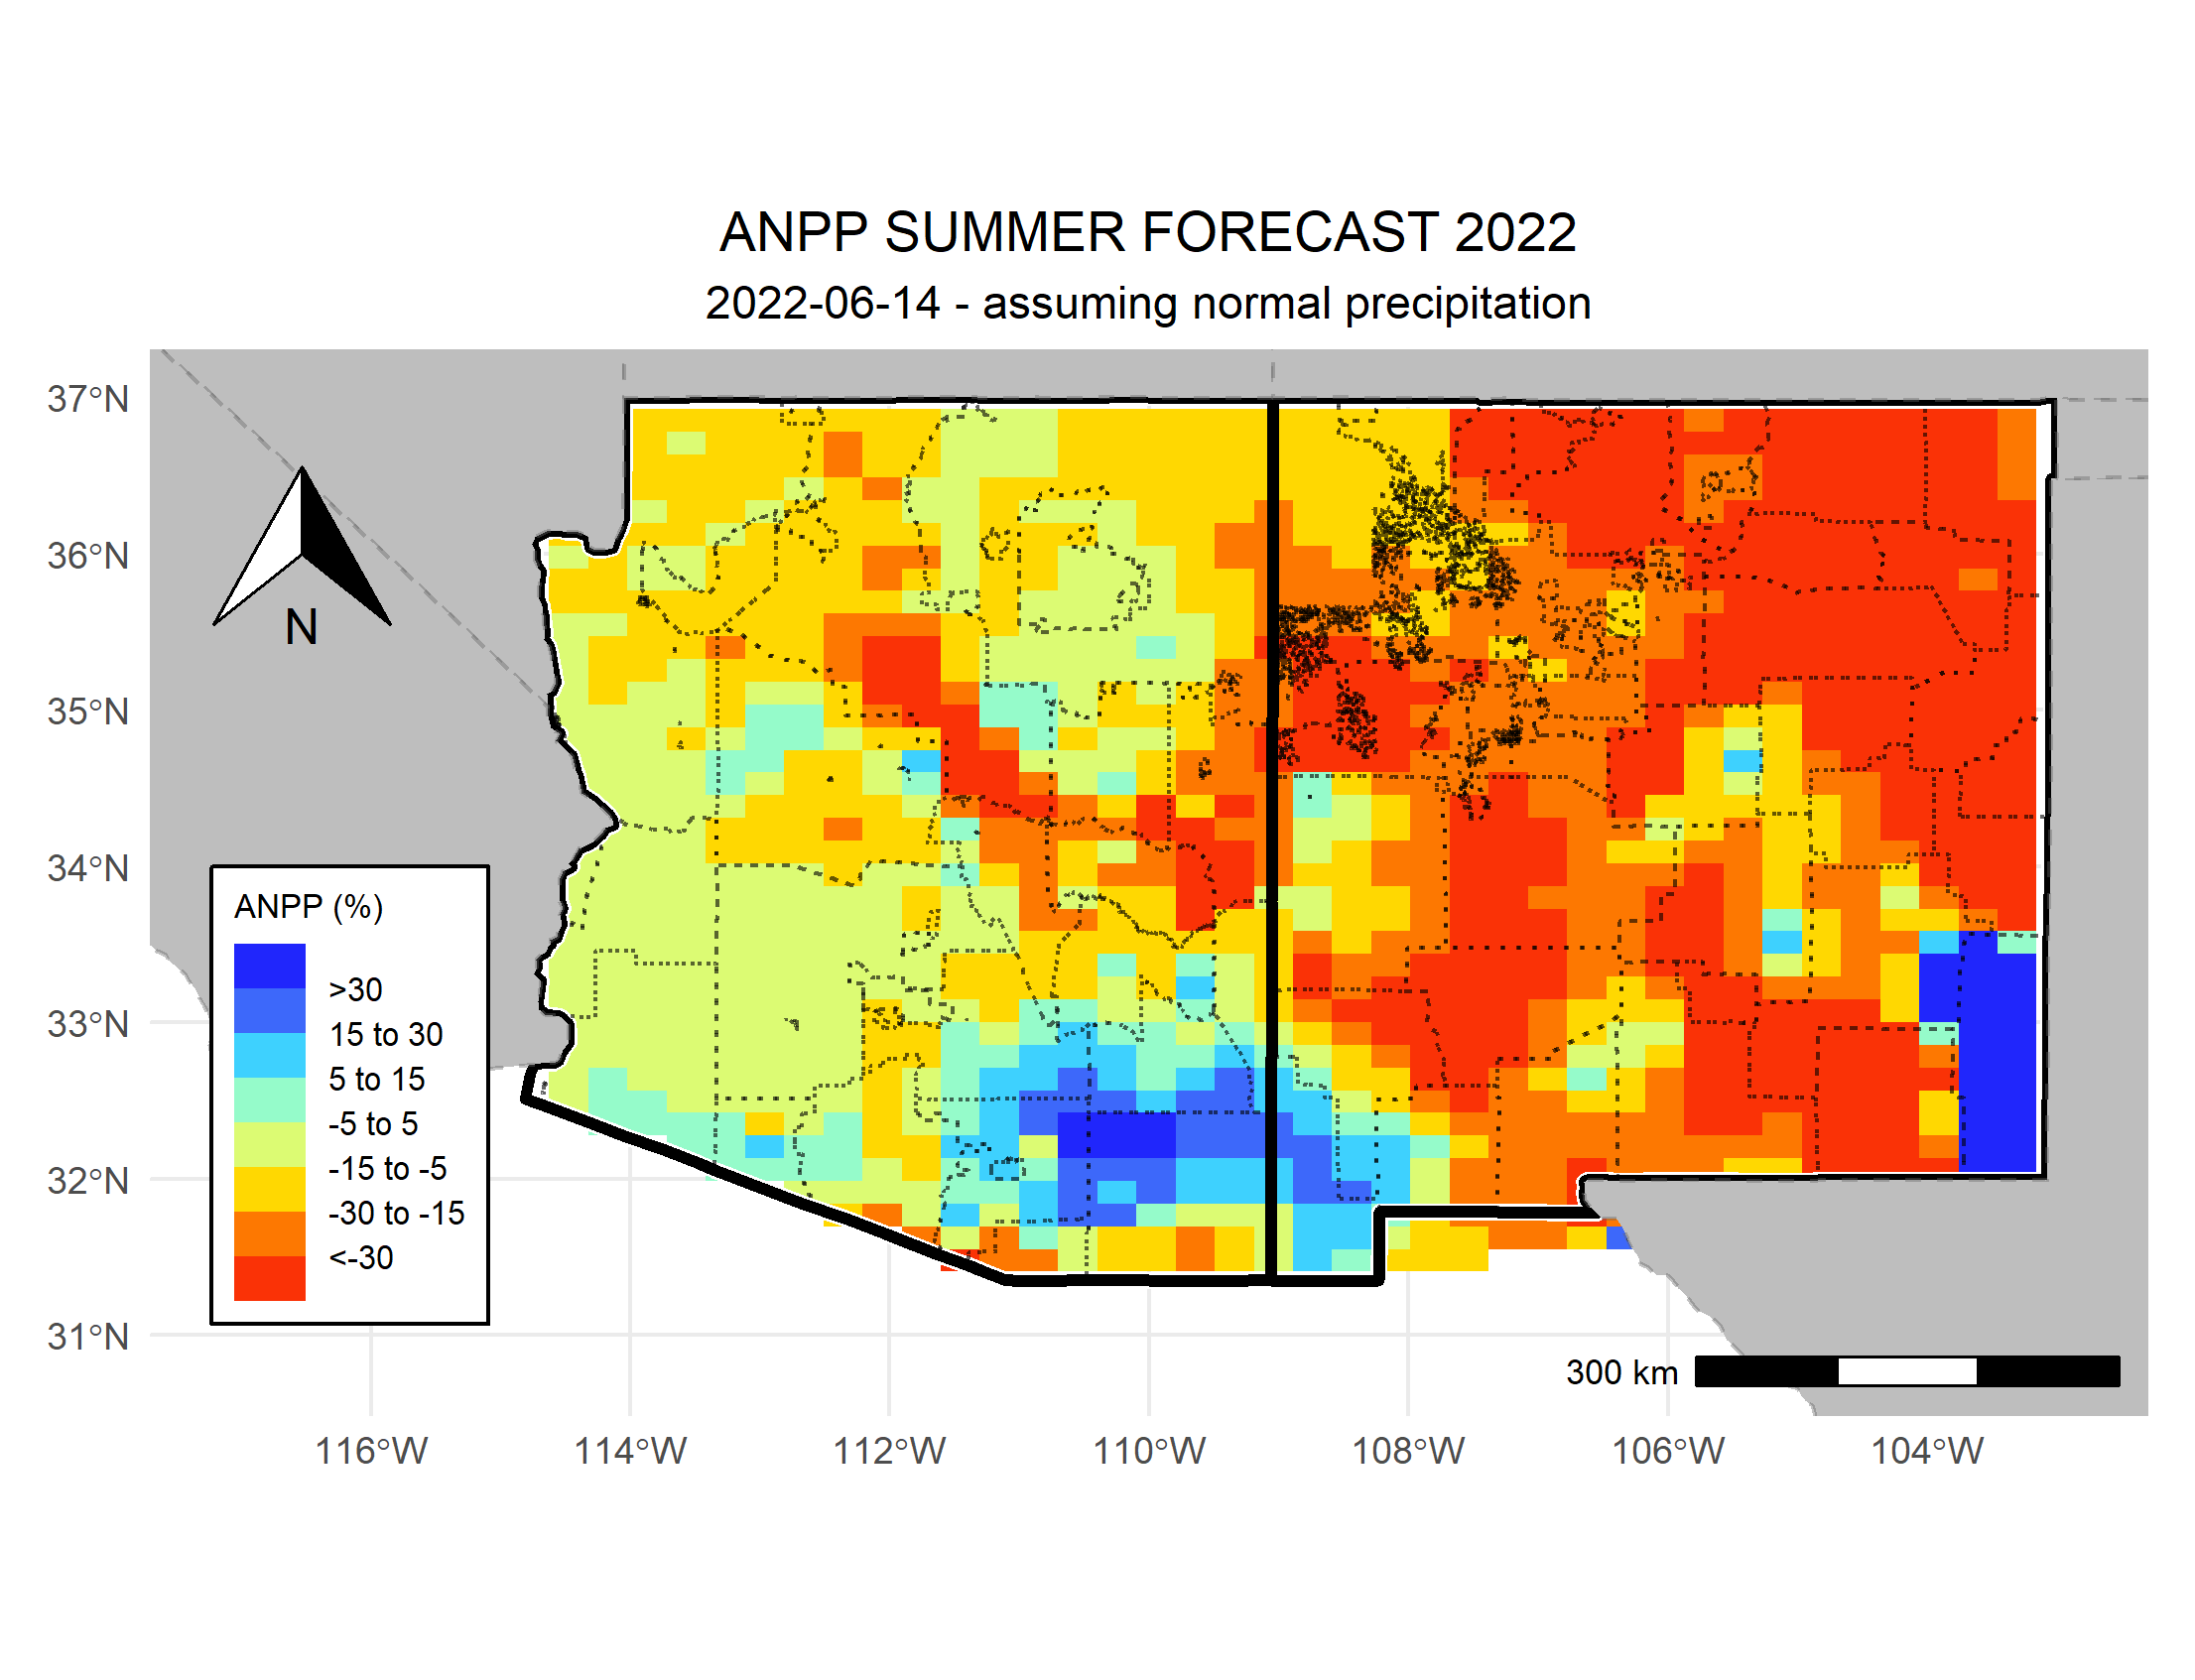 ANPP SUMMER FORECAST 2022
2022-06-14 - assuming normal precipitation
37°N
36°N
35°N
34°N
33°N
32°N
31°N
N
ANPP (%)
>30
15 to 30
5 to 15
-5 to 5
-15 to -5
-30 to -15
<-30
300 km
116°W
114°W
112°W
110°W
108°W
106°W
104°W